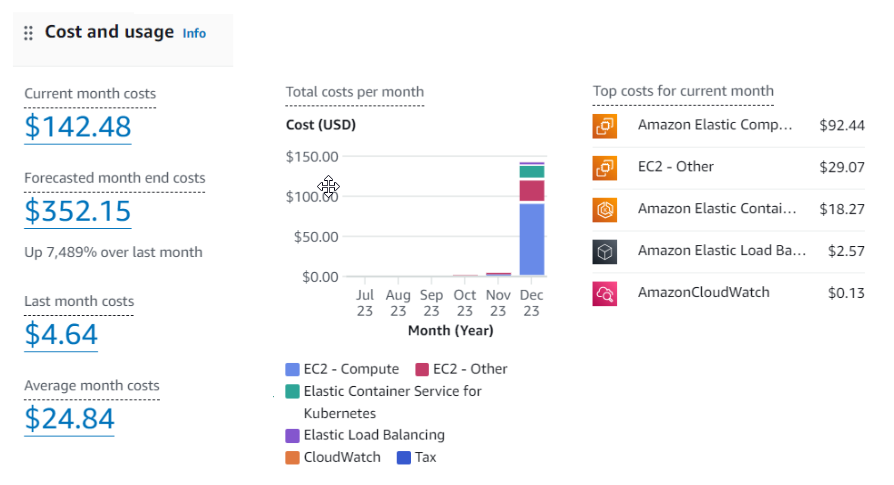 Cost and usage Info
Current month costs
$142.48
Forecasted month end costs
$352.15
Up 7,489% over last month
Last month costs
$4.64
Average month costs
$24.84
Total costs per month
Cost (USD)
$150.00
$100.00
$50.00
$0.00
Jul Aug Sep Oct Nov Dec
23 23 23 23 23 23
Month (Year)
EC2 - Compute EC2 - Other
Elastic Container Service for
Kubernetes
Elastic Load Balancing
CloudWatch Tax
Top costs for current month
Amazon Elastic Comp... $92.44
EC2 - Other $29.07
Amazon Elastic Contai... $18.27
Amazon Elastic Load Ba... $2.57
AmazonCloudWatch $0.13